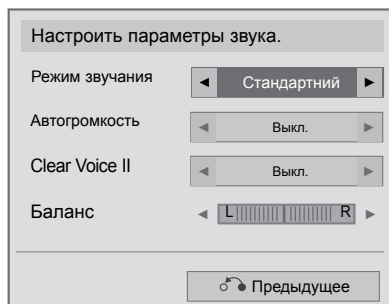 Настроить параметры звука.
Режим звучания ◄ Стандартний ►
Автогромкость ◄ Выкл. ►
Clear Voice II ◄ Выкл. ►
Баланс ◄ L R ►
Предыдущее